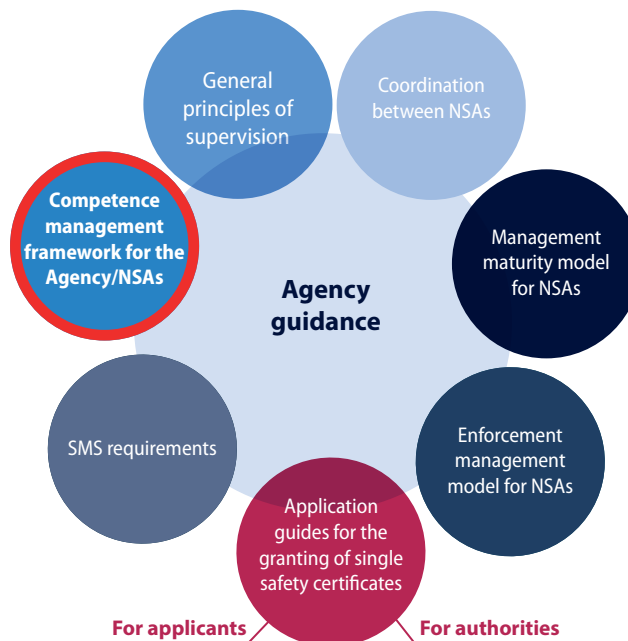 General
principles of
supervision
Coordination
between NSAs
Competence
management
framework for the
Agency/NSAs
Management
maturity model
for NSAs
Agency
guidance
SMS requirements
Enforcement
management
model for NSAs
Application
guides for the
granting of single
safety certificates
For applicants
For authorities